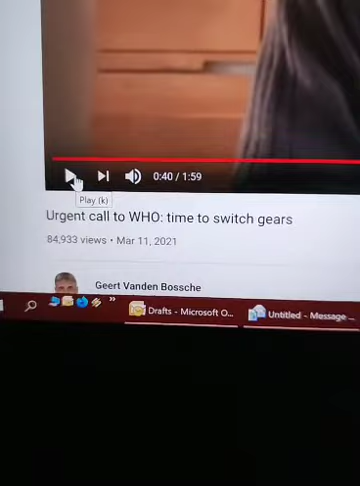 0:40 / 1:59
Play (k)
Urgent call to WHO: time to switch gears
84,933 views • Mar 11, 2021
Geert Vanden Bossche
»
Drafts - Microsoft O...
Untitled - Message ...